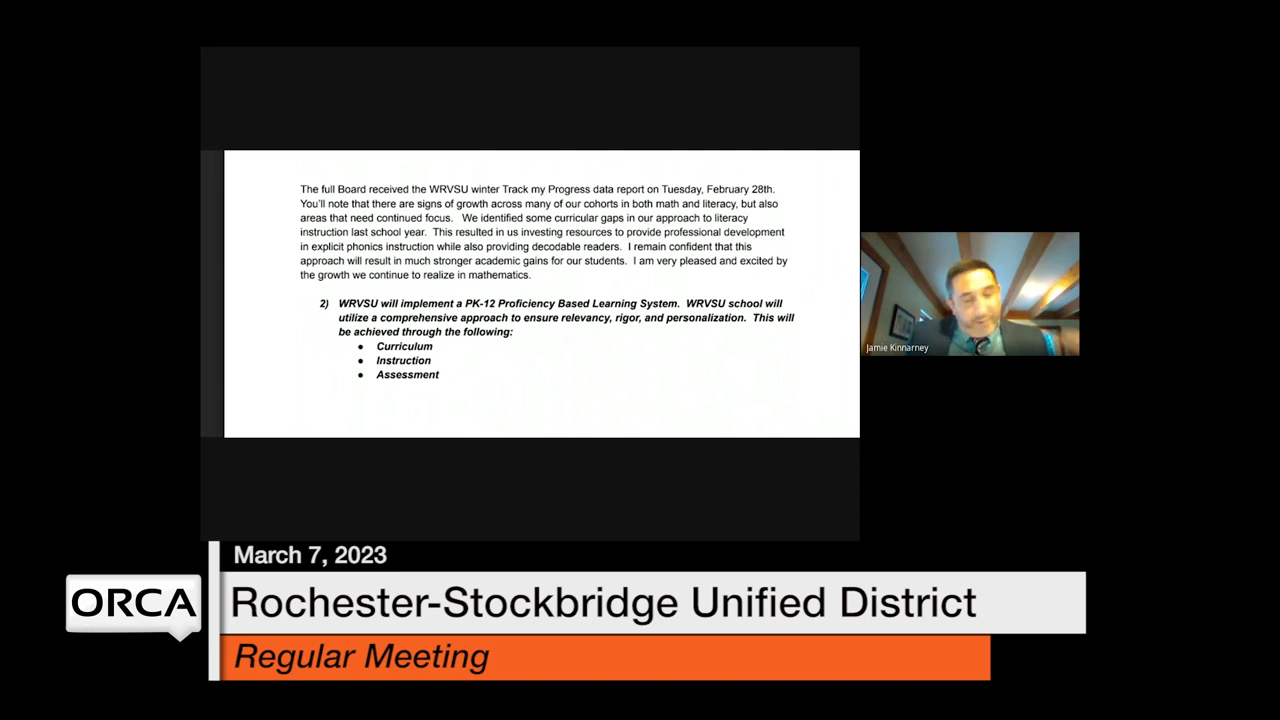 The full Board received the WRVSU winter Track my Progress data report on Tuesday, February 28th.
You'll note that there are signs of growth across many of our cohorts in both math and literacy, but also
areas that need continued focus. We identified some curricular gaps in our approach to literacy
instruction last school year. This resulted in us investing resources to provide professional development
in explicit phonics instruction while also providing decodable readers. I remain confident that this
approach will result in much stronger academic gains for our students. I am very pleased and excited by
the growth we continue to realize in mathematics.
2) WRVSU will implement a PK-12 Proficiency Based Learning System. WRVSU school will
utilize a comprehensive approach to ensure relevancy, rigor, and personalization. This will
be achieved through the following:
● Curriculum
● Instruction
● Assessment
Jamie Kinnarney
March 7, 2023
ORCA
Rochester-Stockbridge Unified District
Regular Meeting